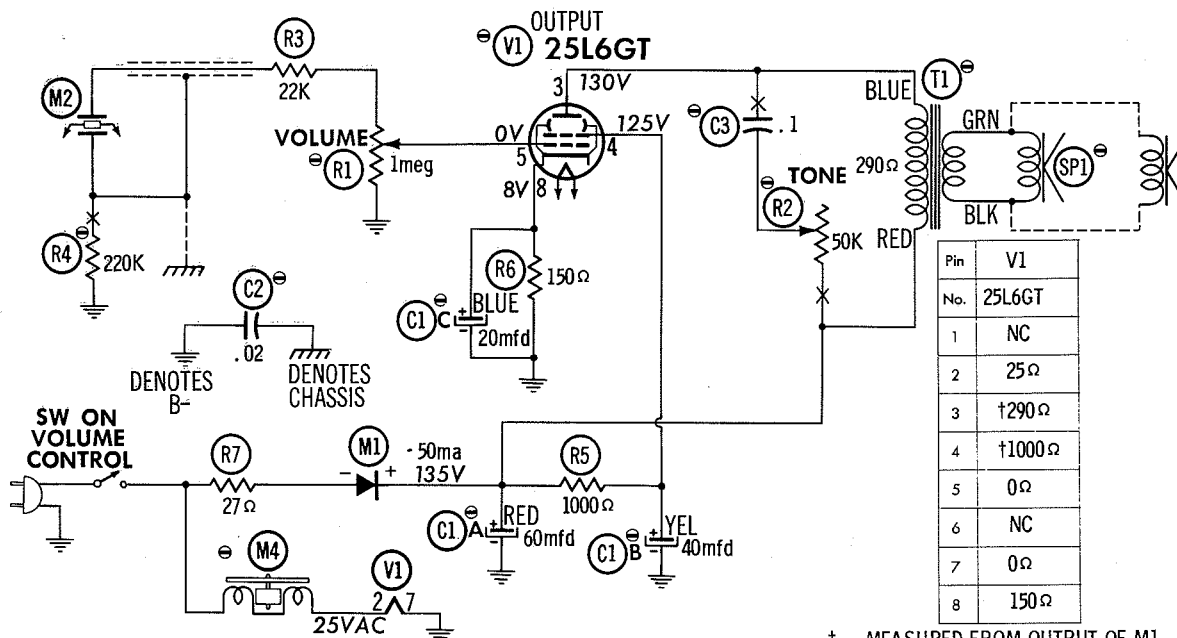 OUTPUT
V1 25L6GT
R3
22K
3 130V
BLUE
T1
M2
C3 .1
GRN
VOLUME
0V
125V
R1 1meg
5
4
290Ω
SP1
TONE
8V 8
R2
50K
BLK
RED
R4 220K
R6 150Ω
C2
.02
BLUE
C1 C
+
-
20mfd
DENOTES
B-
DENOTES
CHASSIS
Pin V1
No. 25L6GT
1 NC
2 25Ω
3 †290Ω
4 †1000Ω
5 0Ω
6 NC
7 0Ω
8 150Ω
SW ON
VOLUME
CONTROL
R7
27Ω
M1
- +
-50ma
135V
R5
1000Ω
RED
C1 A
+
60mfd
YEL
C1 B
+
-
40mfd
M4
V1
2 7
25VAC
† MEASURED FROM OUTPUT OF M1